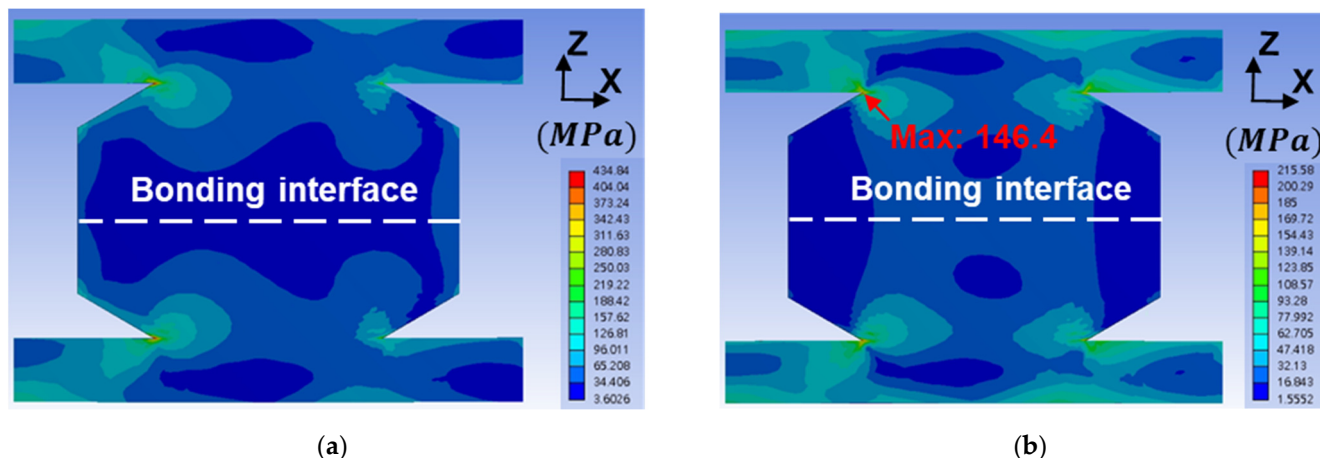 Z
X
(MPa)
434.84
404.04
373.24
342.43
311.63
280.83
250.03
219.22
188.42
157.62
126.81
96.011
65.208
34.406
3.6026
Bonding interface
(a)
Z
X
(MPa)
Max: 146.4
215.58
200.29
185
169.72
154.43
139.14
123.85
108.57
93.28
77.992
62.705
47.418
32.13
16.843
1.5552
Bonding interface
(b)